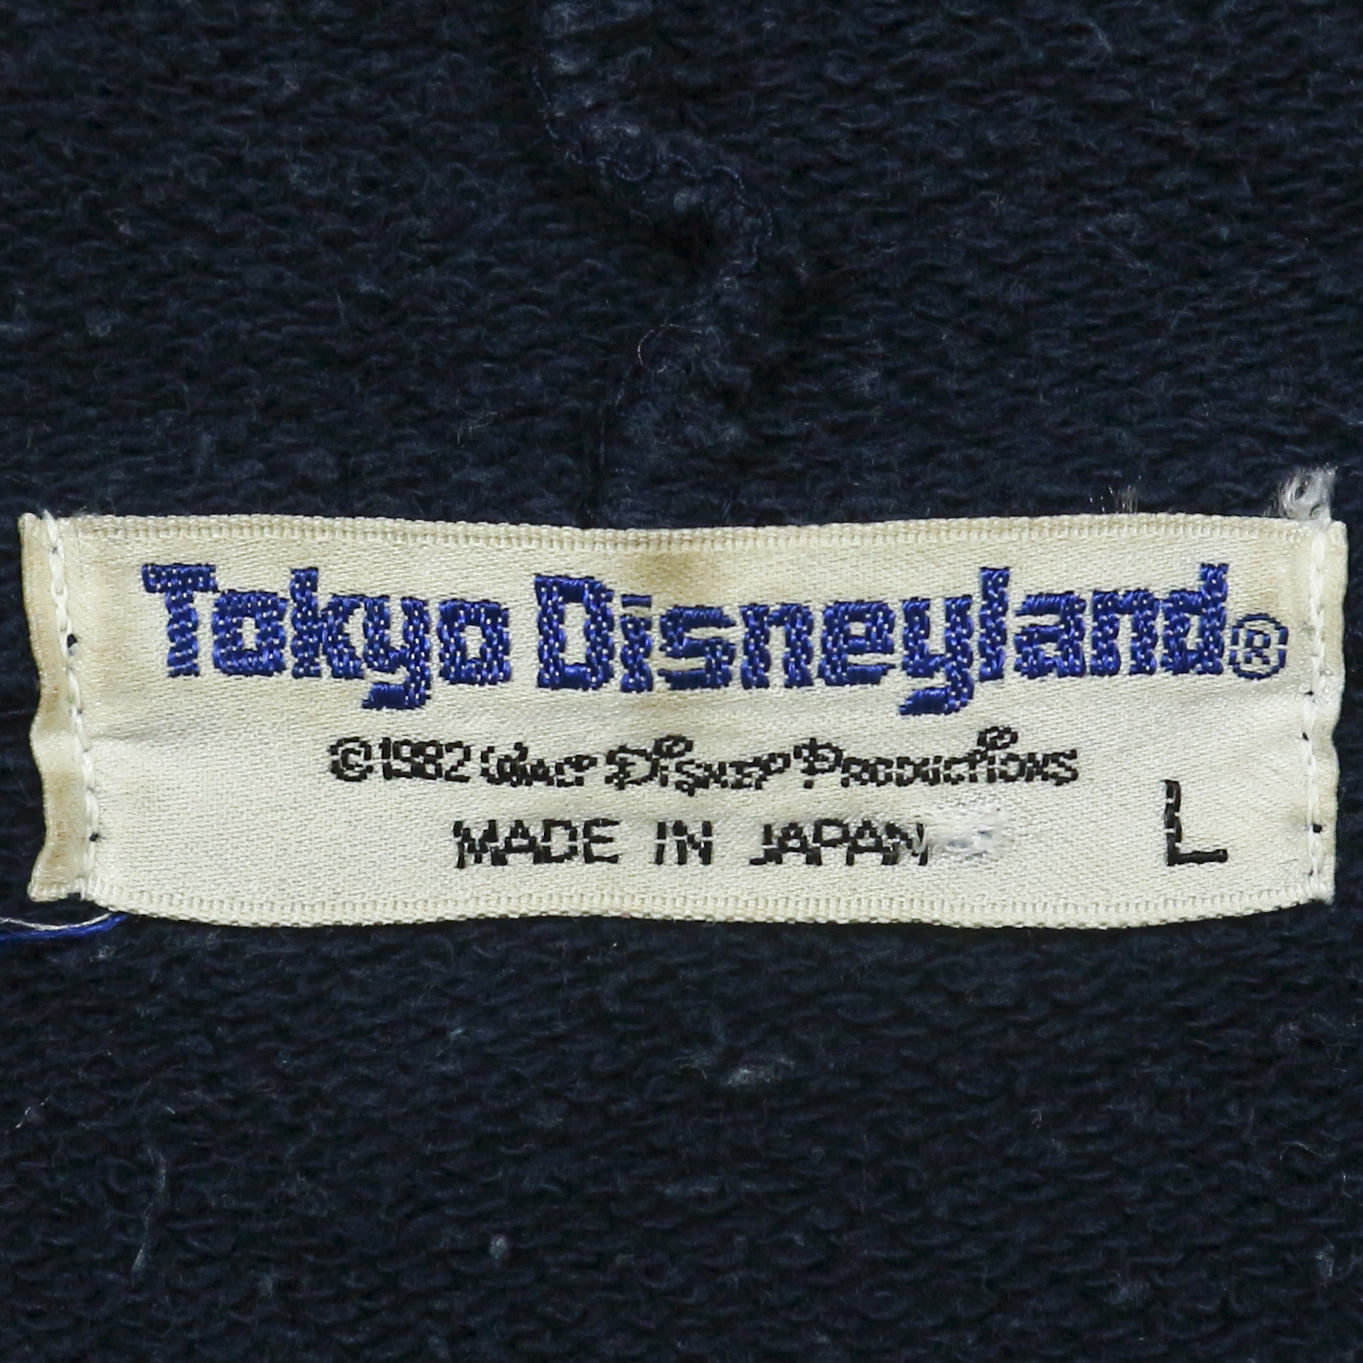 Tokyo Disneyland®
©1982 Walt Disney Productions
MADE IN JAPAN
L